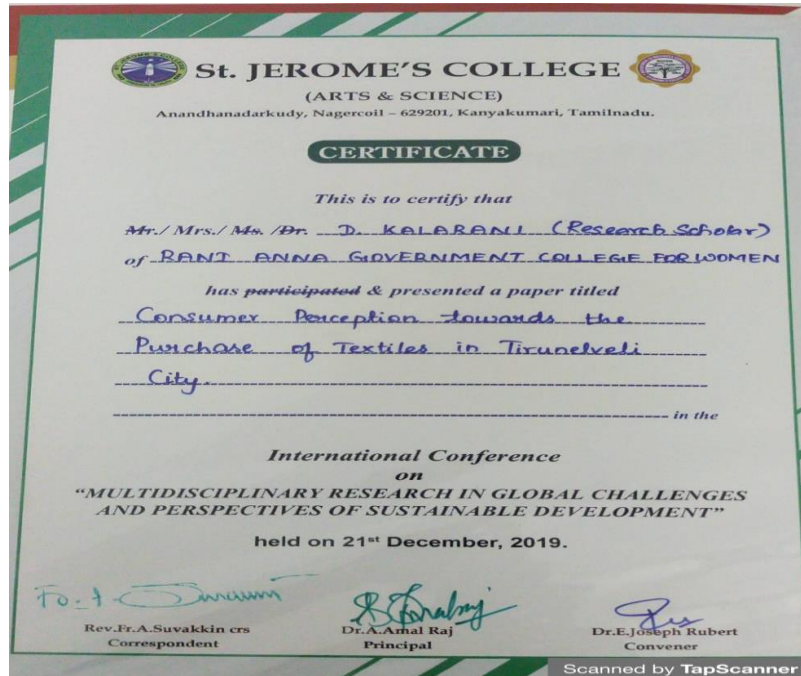 St. JEROME'S COLLEGE
(ARTS & SCIENCE)
Anandhanadarkudy, Nagercoil – 629201, Kanyakumari, Tamilnadu.
CERTIFICATE
This is to certify that
Mr./ Mrs./ Ms. /Dr. D. KALARANI (Research Scholar)
of RANI ANNA GOVERNMENT COLLEGE FOR WOMEN
has participated & presented a paper titled
Consumer Perception towards the
Purchase of Textiles in Tirunelveli
City.
in the
International Conference
on
"MULTIDISCIPLINARY RESEARCH IN GLOBAL CHALLENGES
AND PERSPECTIVES OF SUSTAINABLE DEVELOPMENT"
held on 21st December, 2019.
Rev.Fr.A.Suvakkin crs Dr.A.Amal Raj Dr.E.Joseph Rubert
Correspondent Principal Convener
Scanned by TapScanner